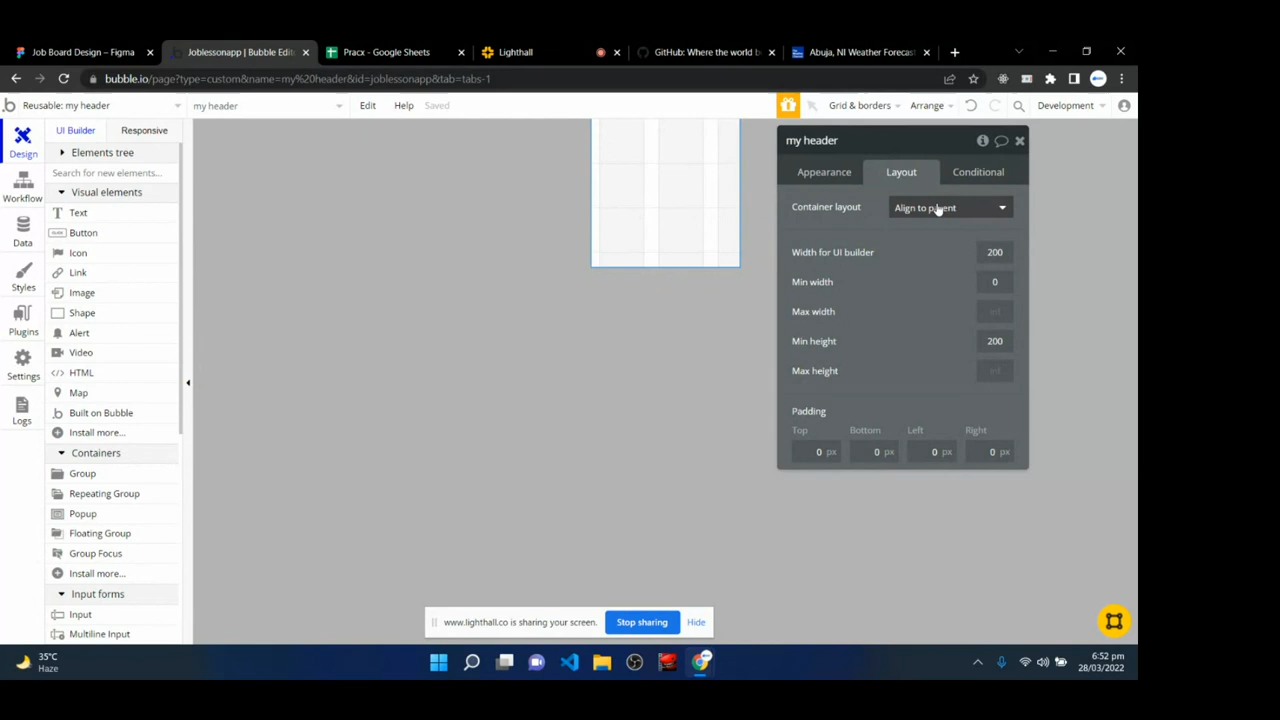 Job Board Design – Figma
Joblessonapp | Bubble Edit
Pracx - Google Sheets
Lighthall
GitHub: Where the world b
Abuja, NI Weather Forecas
bubble.io/page?type=custom&name=my%20header&id=joblessonapp&tab=tabs-1
Reusable: my header
my header
Edit
Help
Saved
Grid & borders
Arrange
Development
Design
Workflow
Data
Styles
Plugins
Settings
Logs
UI Builder
Responsive
Elements tree
Search for new elements...
Visual elements
Text
CLICK Button
Icon
Link
Image
Shape
Alert
Video
</> HTML
Map
Built on Bubble
Install more...
Containers
Group
Repeating Group
Popup
Floating Group
Group Focus
Install more...
Input forms
Input
Multiline Input
my header
Appearance
Layout
Conditional
Container layout
Align to parent
Width for UI builder 200
Min width 0
Max width inf
Min height 200
Max height inf
Padding
Top Bottom Left Right
0 px 0 px 0 px 0 px
www.lighthall.co is sharing your screen.
Stop sharing
Hide
35°C
Haze
6:52 pm
28/03/2022